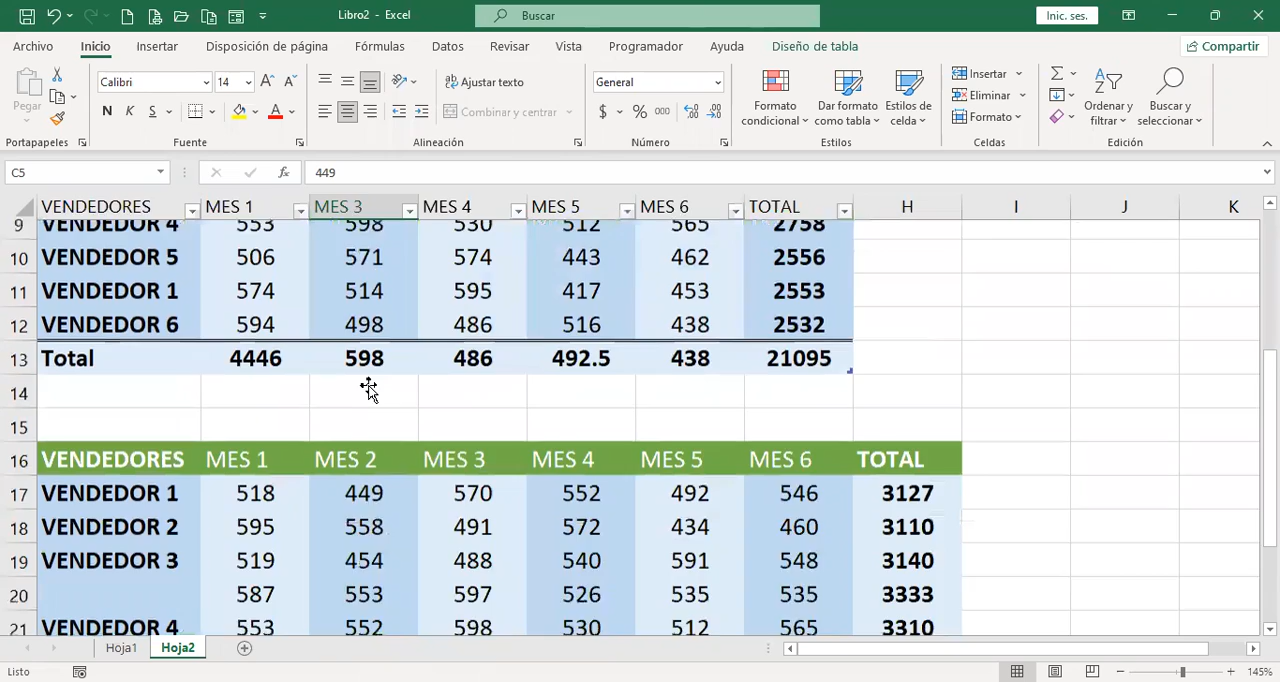 Libro2 - Excel
Buscar
Inic. ses.
Archivo Inicio Insertar Disposición de página Fórmulas Datos Revisar Vista Programador Ayuda Diseño de tabla
Compartir
Pegar
Calibri 14
N K S
Ajustar texto
Combinar y centrar
General
$ % 000
Formato condicional
Dar formato como tabla
Estilos de celda
Insertar
Eliminar
Formato
Ordenar y filtrar
Buscar y seleccionar
Portapapeles Fuente Alineación Número Estilos Celdas Edición
C5 fx 449
VENDEDORES MES 1 MES 3 MES 4 MES 5 MES 6 TOTAL H I J K
9 VENDEDOR 4 553 598 530 512 565 2758
10 VENDEDOR 5 506 571 574 443 462 2556
11 VENDEDOR 1 574 514 595 417 453 2553
12 VENDEDOR 6 594 498 486 516 438 2532
13 Total 4446 598 486 492.5 438 21095
14
15
16 VENDEDORES MES 1 MES 2 MES 3 MES 4 MES 5 MES 6 TOTAL
17 VENDEDOR 1 518 449 570 552 492 546 3127
18 VENDEDOR 2 595 558 491 572 434 460 3110
19 VENDEDOR 3 519 454 488 540 591 548 3140
20 587 553 597 526 535 535 3333
21 VENDEDOR 4 553 552 598 530 512 565 3310
Hoja1 Hoja2
Listo 145%